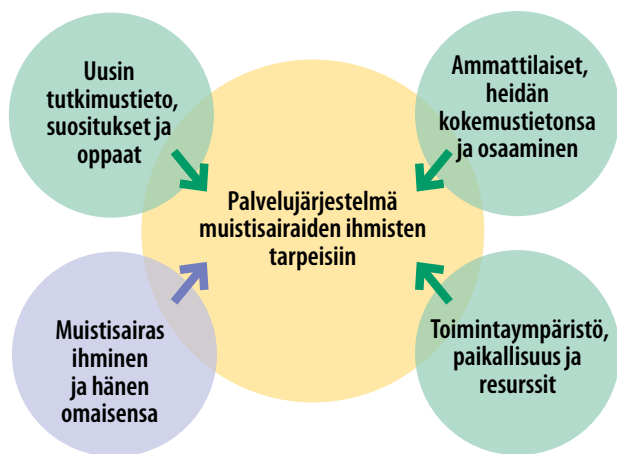 Uusin
tutkimustieto,
suositukset ja
oppaat
Ammattilaiset,
heidän
kokemustietonsa
ja osaaminen
Palvelujärjestelmä
muistisairaiden ihmisten
tarpeisiin
Muistisairas
ihminen
ja hänen
omaisensa
Toimintaympäristö,
paikallisuus ja
resurssit